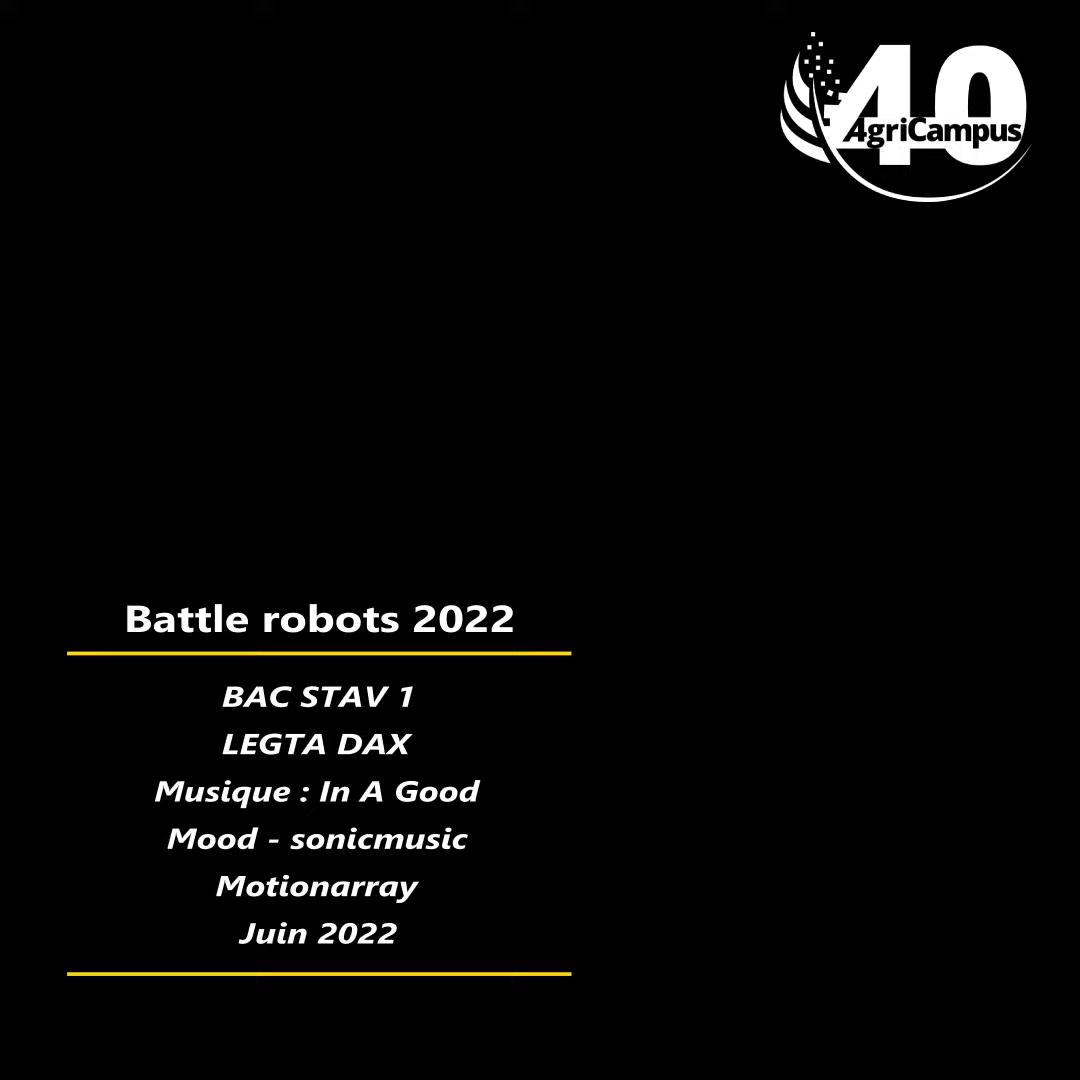 40
AgriCampus
Battle robots 2022
BAC STAV 1
LEGTA DAX
Musique : In A Good
Mood - sonicmusic
Motionarray
Juin 2022